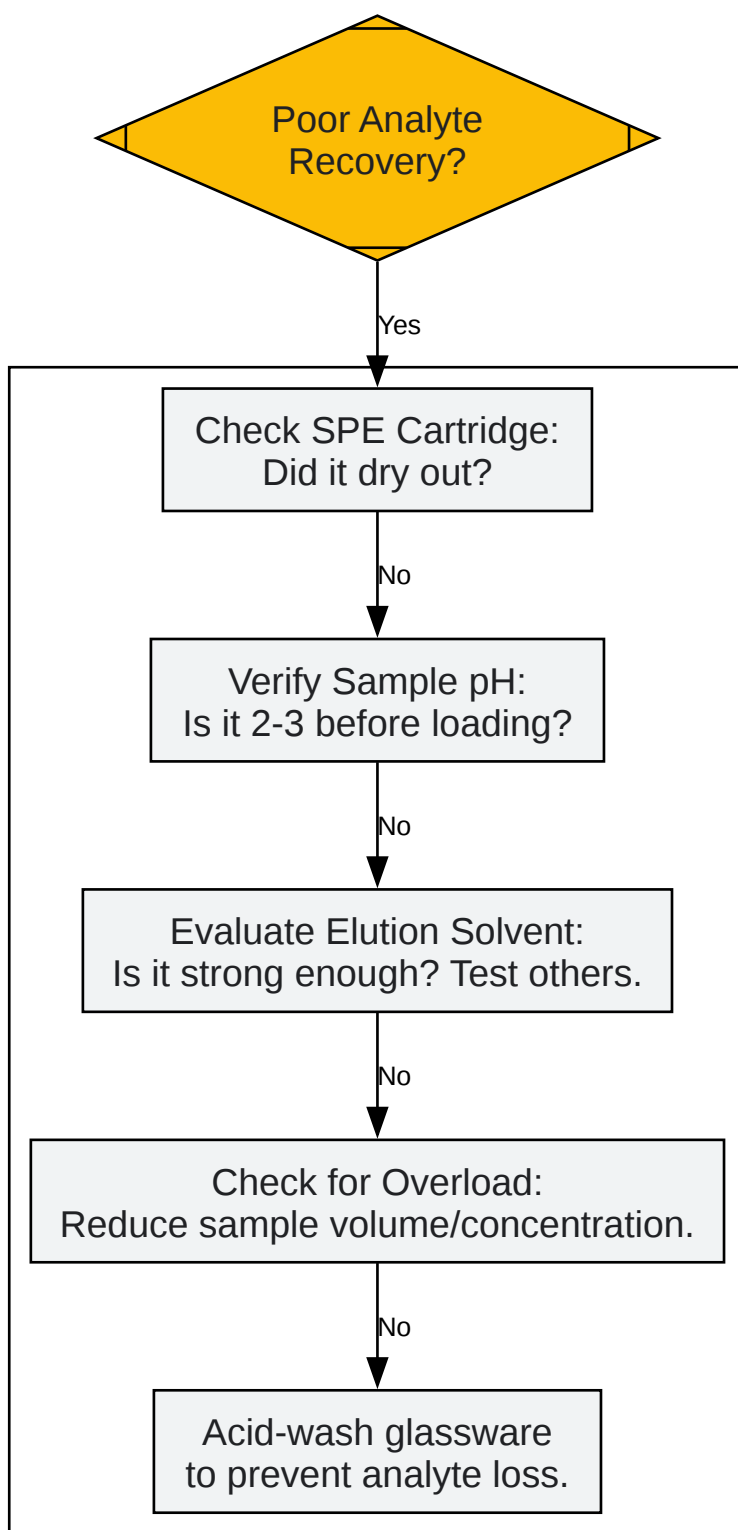 Poor Analyte
Recovery?
Yes
Check SPE Cartridge:
Did it dry out?
No
Verify Sample pH:
Is it 2-3 before loading?
No
Evaluate Elution Solvent:
Is it strong enough? Test others.
No
Check for Overload:
Reduce sample volume/concentration.
No
Acid-wash glassware
to prevent analyte loss.